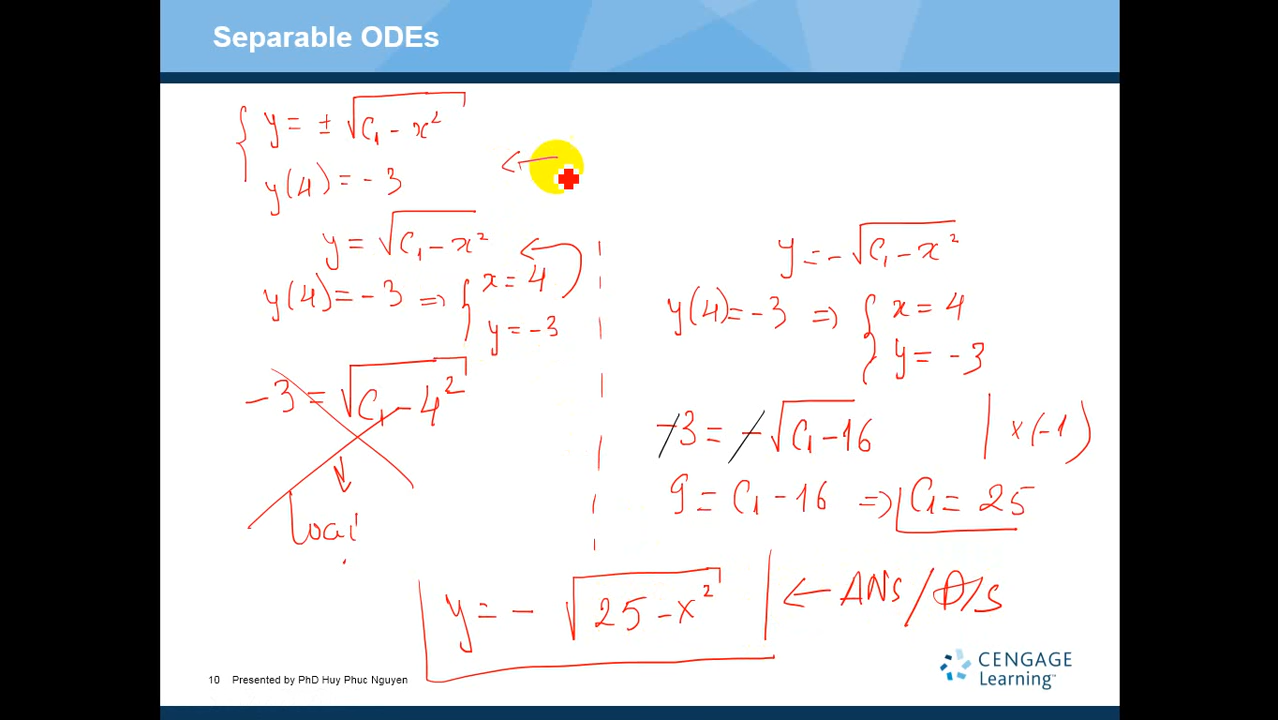 Separable ODEs
y = ± √(C₁ - x²)
y(4) = -3
y = √(C₁ - x²)
y(4) = -3 => { x = 4
y = -3
-3 = √(C₁ - 4²)
loại
y = - √(C₁ - x²)
y(4) = -3 => { x = 4
y = -3
-3 = - √(C₁ - 16) | x (-1)
9 = C₁ - 16 => C₁ = 25
y = - √(25 - x²) ← ANS / Đ/S
CENGAGE
Learning™
10 Presented by PhD Huy Phuc Nguyen